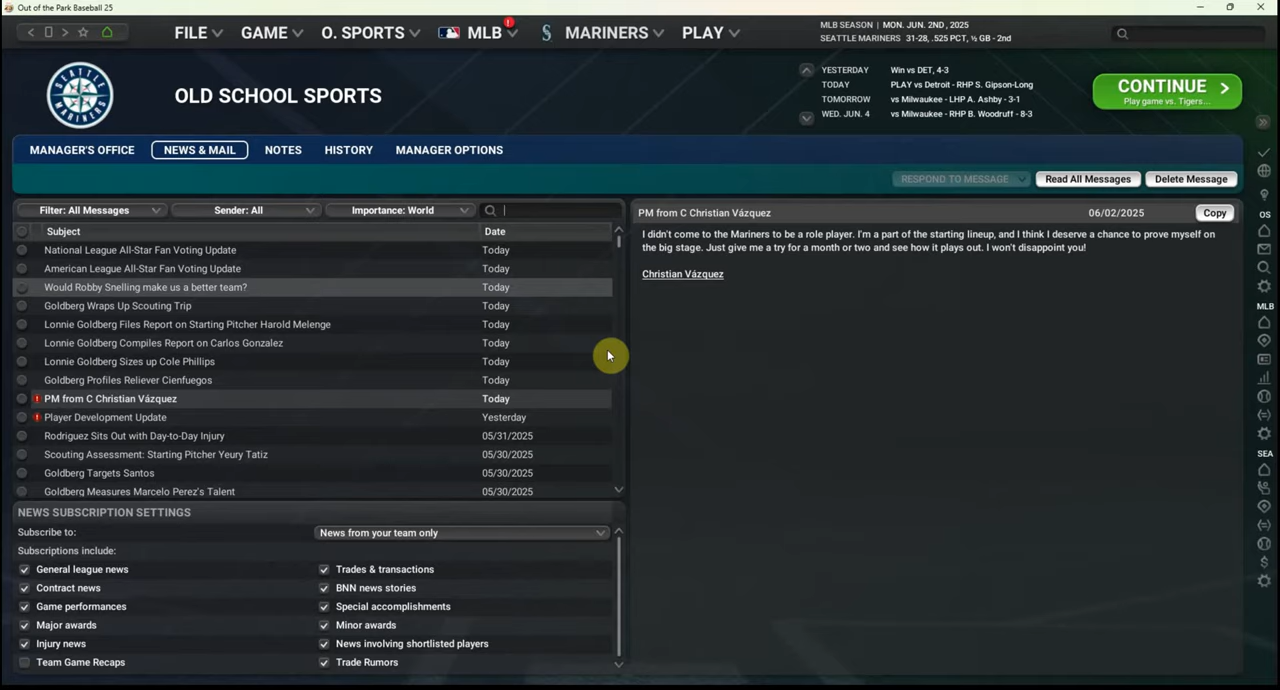 Out of the Park Baseball 25
FILE GAME O. SPORTS MLB MARINERS PLAY
MLB SEASON | MON. JUN. 2ND, 2025
SEATTLE MARINERS 31-28, .525 PCT, ½ GB - 2nd
SEATTLE MARINERS
OLD SCHOOL SPORTS
YESTERDAY Win vs DET, 4-3
TODAY PLAY vs Detroit - RHP S. Gipson-Long
TOMORROW vs Milwaukee - LHP A. Ashby - 3-1
WED. JUN. 4 vs Milwaukee - RHP B. Woodruff - 8-3
CONTINUE
Play game vs. Tigers...
MANAGER'S OFFICE NEWS & MAIL NOTES HISTORY MANAGER OPTIONS
RESPOND TO MESSAGE Read All Messages Delete Message
Filter: All Messages Sender: All Importance: World
Subject Date
National League All-Star Fan Voting Update Today
American League All-Star Fan Voting Update Today
Would Robby Snelling make us a better team? Today
Goldberg Wraps Up Scouting Trip Today
Lonnie Goldberg Files Report on Starting Pitcher Harold Melenge Today
Lonnie Goldberg Compiles Report on Carlos Gonzalez Today
Lonnie Goldberg Sizes up Cole Phillips Today
Goldberg Profiles Reliever Cienfuegos Today
PM from C Christian Vázquez Today
Player Development Update Yesterday
Rodriguez Sits Out with Day-to-Day Injury 05/31/2025
Scouting Assessment: Starting Pitcher Yeury Tatiz 05/30/2025
Goldberg Targets Santos 05/30/2025
Goldberg Measures Marcelo Perez's Talent 05/30/2025
PM from C Christian Vázquez 06/02/2025 Copy
I didn't come to the Mariners to be a role player. I'm a part of the starting lineup, and I think I deserve a chance to prove myself on
the big stage. Just give me a try for a month or two and see how it plays out. I won't disappoint you!
Christian Vázquez
NEWS SUBSCRIPTION SETTINGS
Subscribe to: News from your team only
Subscriptions include:
General league news Trades & transactions
Contract news BNN news stories
Game performances Special accomplishments
Major awards Minor awards
Injury news News involving shortlisted players
Team Game Recaps Trade Rumors
OS
MLB
SEA